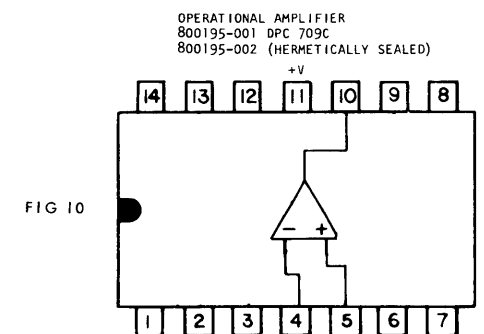 OPERATIONAL AMPLIFIER
800195-001 DPC 709C
800195-002 (HERMETICALLY SEALED)
+V
14 13 12 11 10 9 8
FIG 10
- +
1 2 3 4 5 6 7